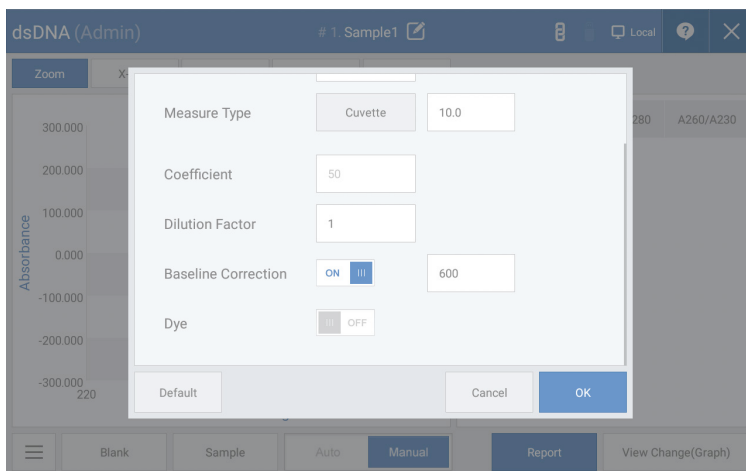 dsDNA (Admin)
# 1. Sample1
Local
?
Zoom
X-
280
A260/A230
Absorbance
300.000
200.000
100.000
0.000
-100.000
-200.000
-300.000
220
Measure Type
Cuvette
10.0
Coefficient
50
Dilution Factor
1
Baseline Correction
ON
600
Dye
OFF
Default
Cancel
OK
Blank
Sample
Auto
Manual
Report
View Change(Graph)